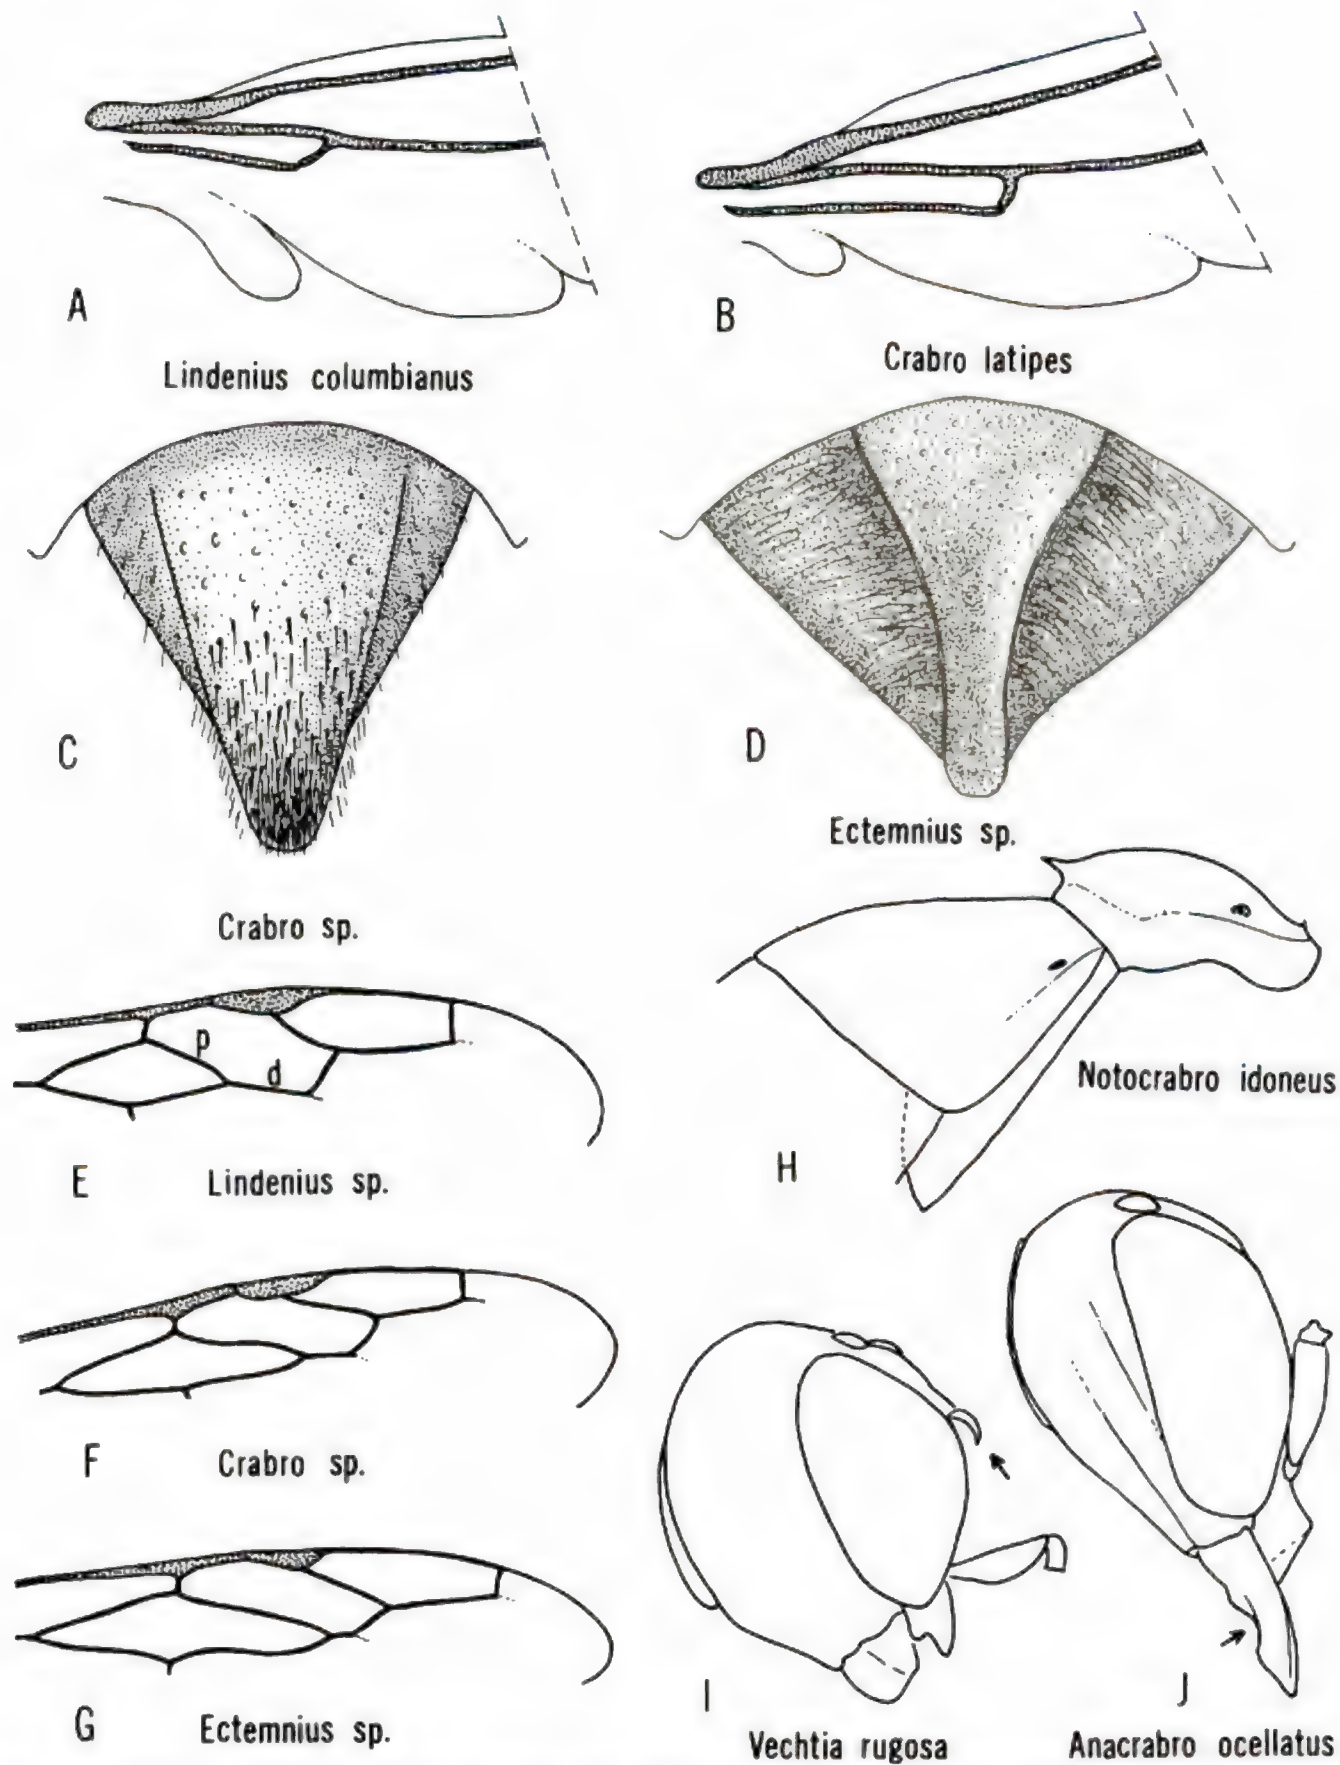 A
Lindenius columbianus
B
Crabro latipes
C
Crabro sp.
D
Ectemnius sp.
p
d
E
Lindenius sp.
H
Notocrabro idoneus
F
Crabro sp.
G
Ectemnius sp.
I
Vechtia rugosa
J
Anacrabro ocellatus